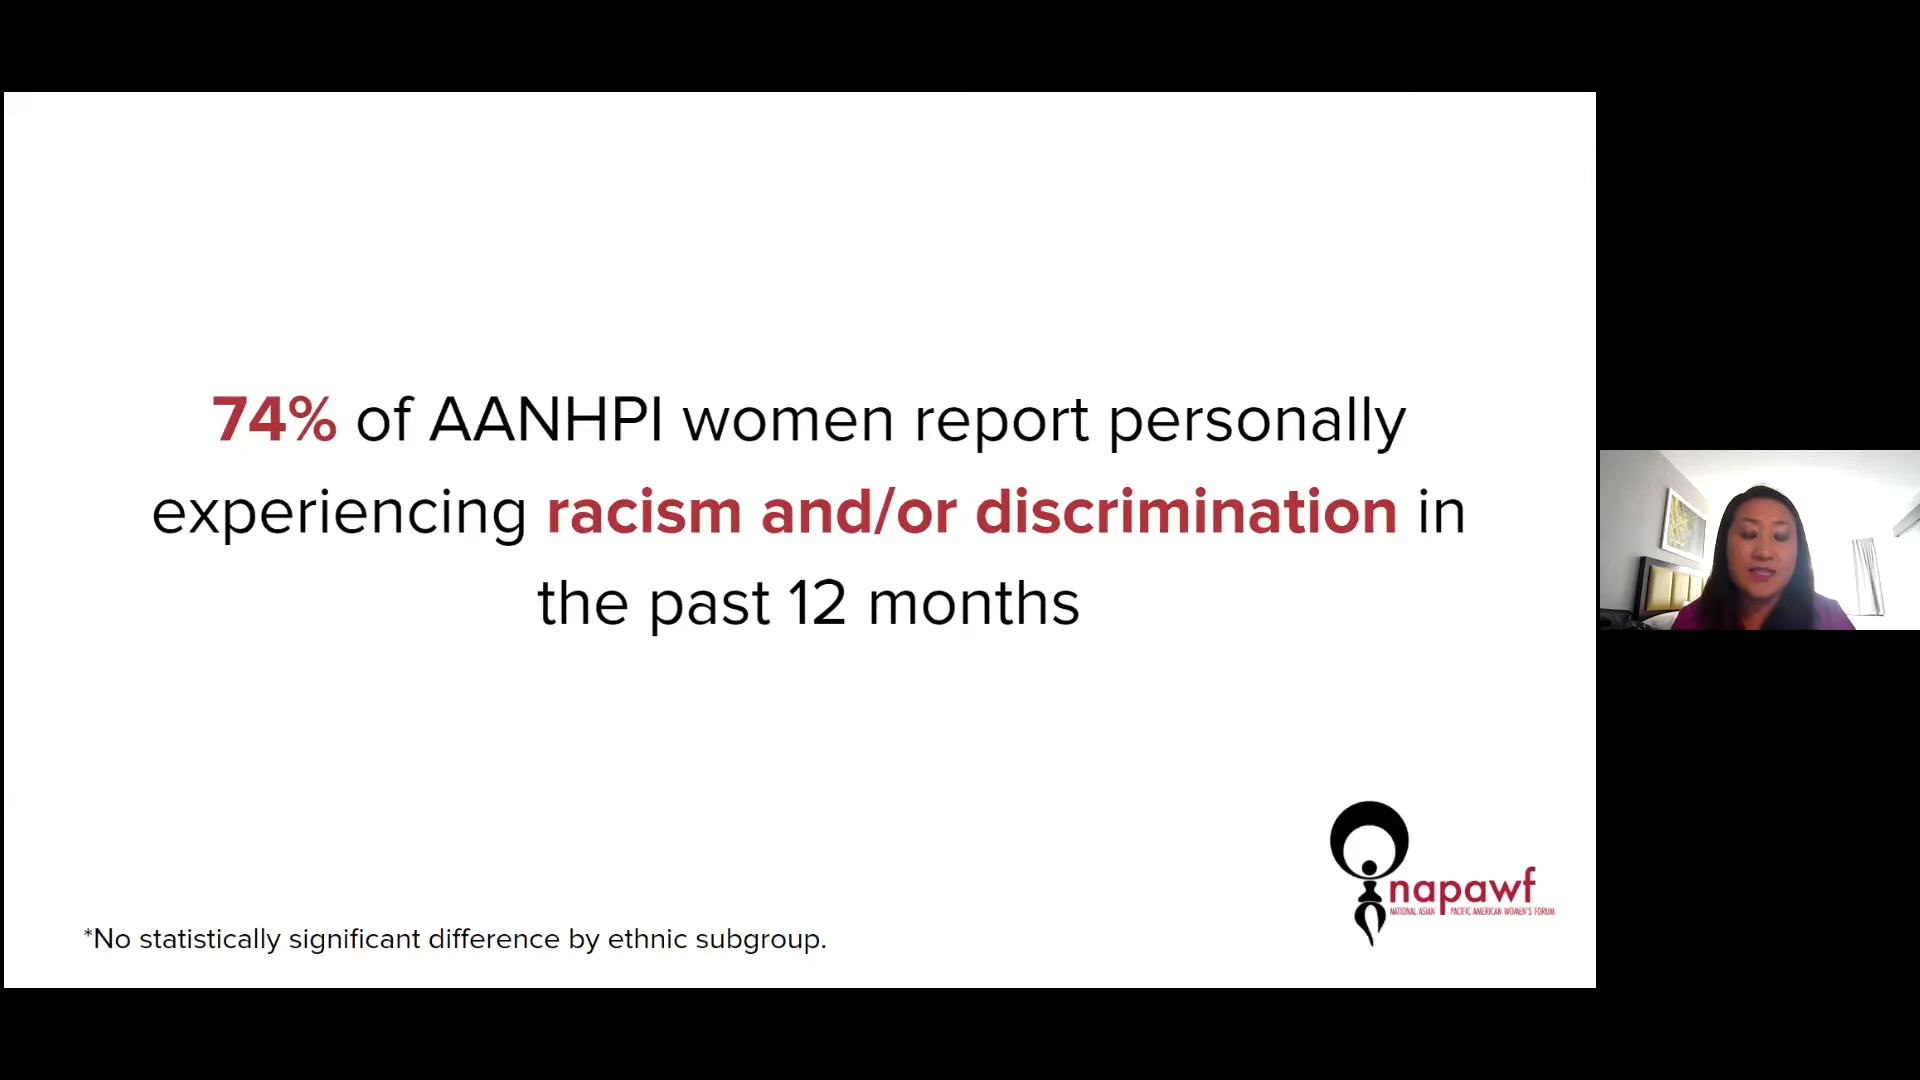 74% of AANHPI women report personally
experiencing racism and/or discrimination in
the past 12 months
napawf
NATIONAL ASIAN PACIFIC AMERICAN WOMEN'S FORUM
*No statistically significant difference by ethnic subgroup.